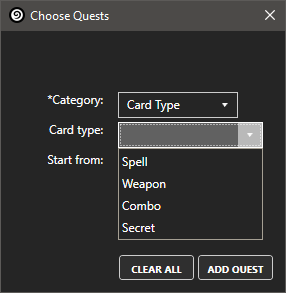 Choose Quests
*Category: Card Type
Card type:
Start from:
Spell
Weapon
Combo
Secret
CLEAR ALL ADD QUEST